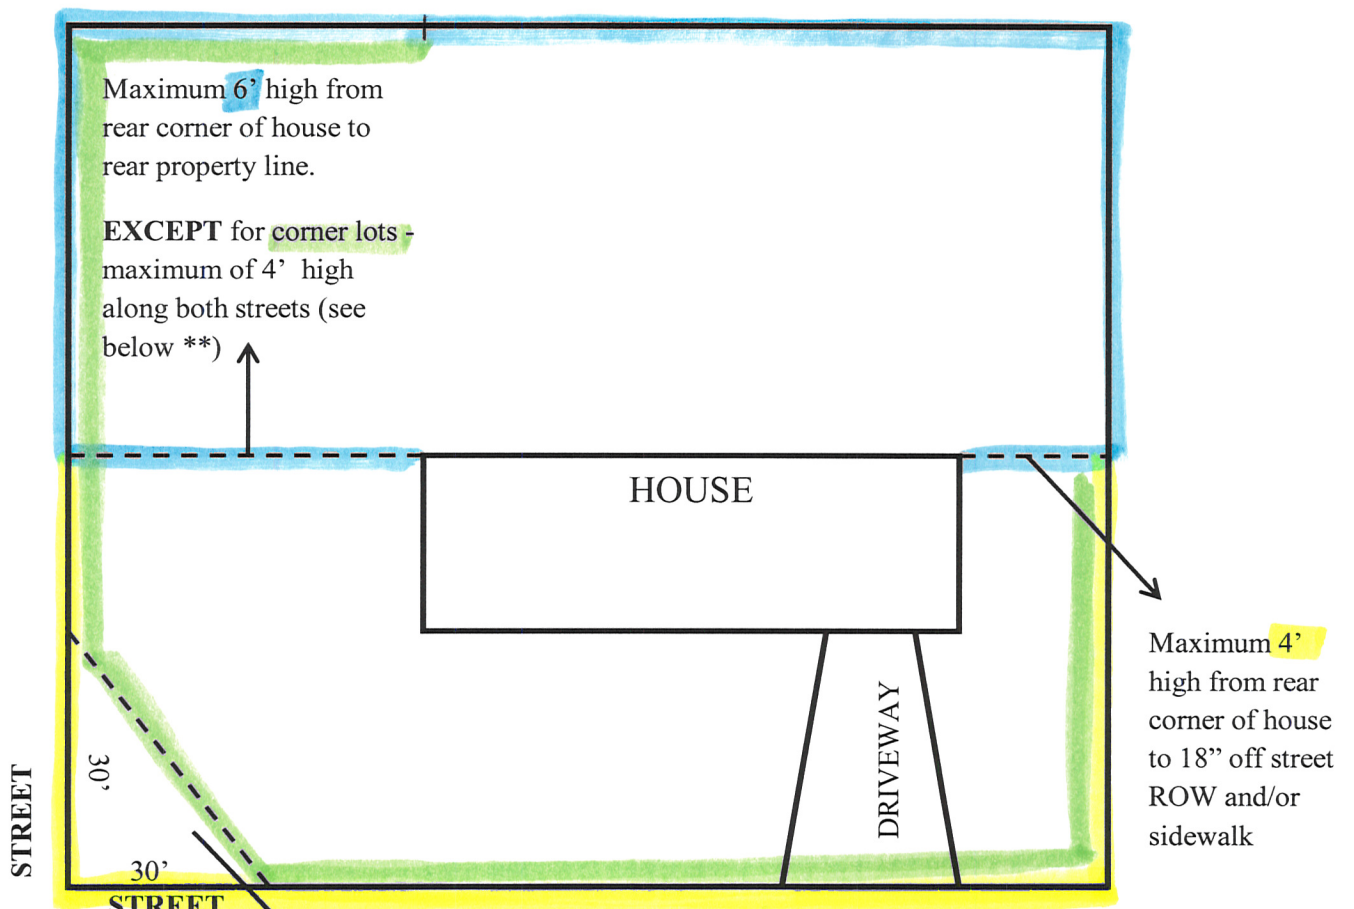 Maximum 6’ high from
rear corner of house to
rear property line.
EXCEPT for corner lots -
maximum of 4’ high
along both streets (see
below **)
HOUSE
Maximum 4’
high from rear
corner of house
to 18” off street
ROW and/or
sidewalk
DRIVEWAY
30’
STREET
30’
STREET